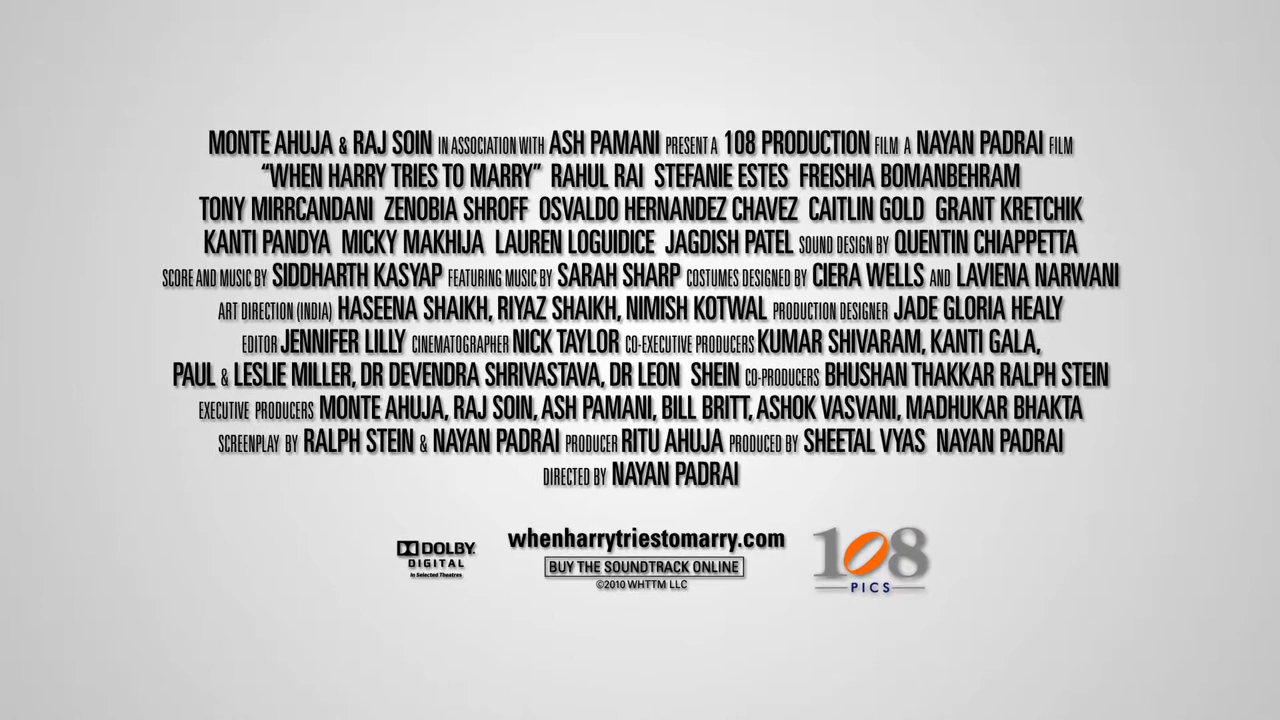 MONTE AHUJA & RAJ SOIN IN ASSOCIATION WITH ASH PAMANI PRESENT A 108 PRODUCTION FILM A NAYAN PADRAI FILM
"WHEN HARRY TRIES TO MARRY" RAHUL RAI STEFANIE ESTES FREISHIA BOMANBEHRAM
TONY MIRRCANDANI ZENOBIA SHROFF OSVALDO HERNANDEZ CHAVEZ CAITLIN GOLD GRANT KRETCHIK
KANTI PANDYA MICKY MAKHIJA LAUREN LOGUIDICE JAGDISH PATEL SOUND DESIGN BY QUENTIN CHIAPPETTA
SCORE AND MUSIC BY SIDDHARTH KASYAP FEATURING MUSIC BY SARAH SHARP COSTUMES DESIGNED BY CIERA WELLS AND LAVIENA NARWANI
ART DIRECTION (INDIA) HASEENA SHAIKH, RIYAZ SHAIKH, NIMISH KOTWAL PRODUCTION DESIGNER JADE GLORIA HEALY
EDITOR JENNIFER LILLY CINEMATOGRAPHER NICK TAYLOR CO-EXECUTIVE PRODUCERS KUMAR SHIVARAM, KANTI GALA,
PAUL & LESLIE MILLER, DR DEVENDRA SHRIVASTAVA, DR LEON SHEIN CO-PRODUCERS BHUSHAN THAKKAR RALPH STEIN
EXECUTIVE PRODUCERS MONTE AHUJA, RAJ SOIN, ASH PAMANI, BILL BRITT, ASHOK VASVANI, MADHUKAR BHAKTA
SCREENPLAY BY RALPH STEIN & NAYAN PADRAI PRODUCER RITU AHUJA PRODUCED BY SHEETAL VYAS NAYAN PADRAI
DIRECTED BY NAYAN PADRAI
DOLBY
DIGITAL
In Selected Theatres
whenharrytriestomarry.com
BUY THE SOUNDTRACK ONLINE
©2010 WHTTM LLC
108
PICS